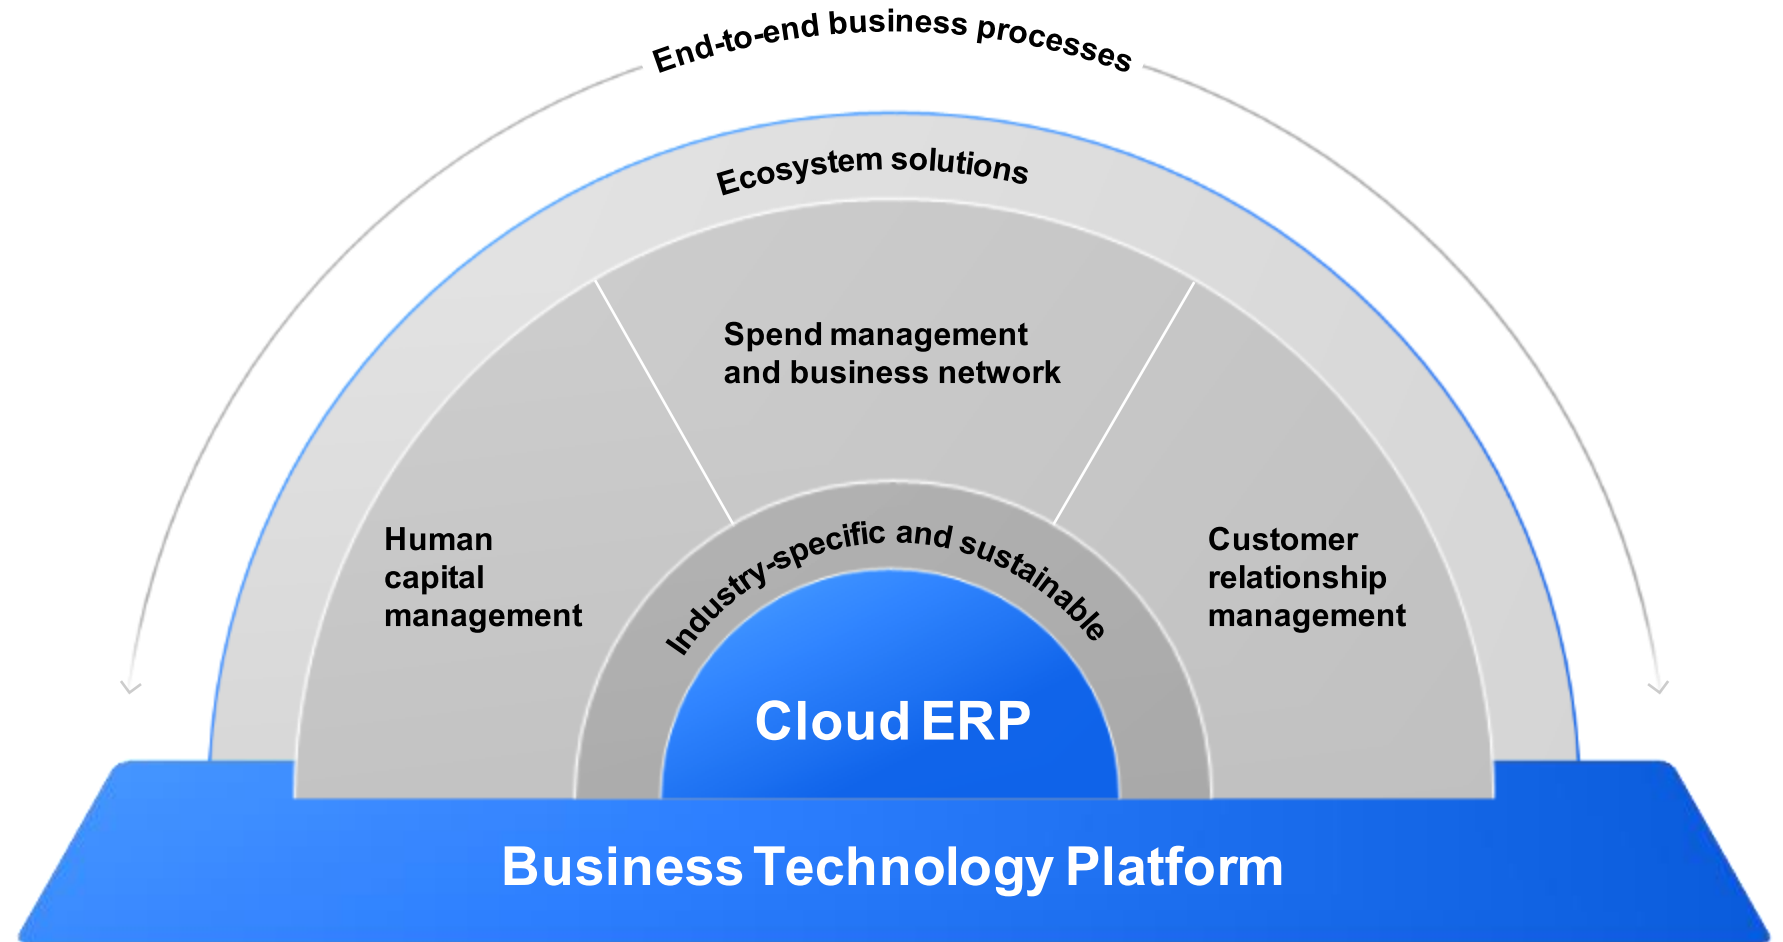 End-to-end business processes
Ecosystem solutions
Spend management
and business network
Human
capital
management
Customer
relationship
management
Industry-specific and sustainable
Cloud ERP
Business Technology Platform